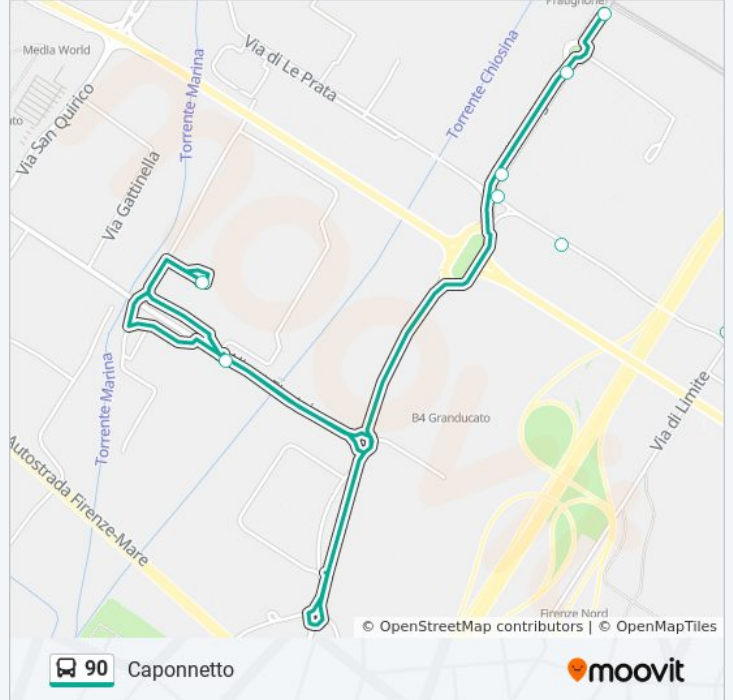 Media World
Via di Le Prata
Torrente Marina
Torrente Chiosina
Via San Quirico
Via Gattinella
moovit
B4 Granducato
Torrente Marina
Via di Limite
Autostrada Firenze-Mare
Firenze Nord
© OpenStreetMap contributors | © OpenMapTiles
90 Caponnetto
moovit